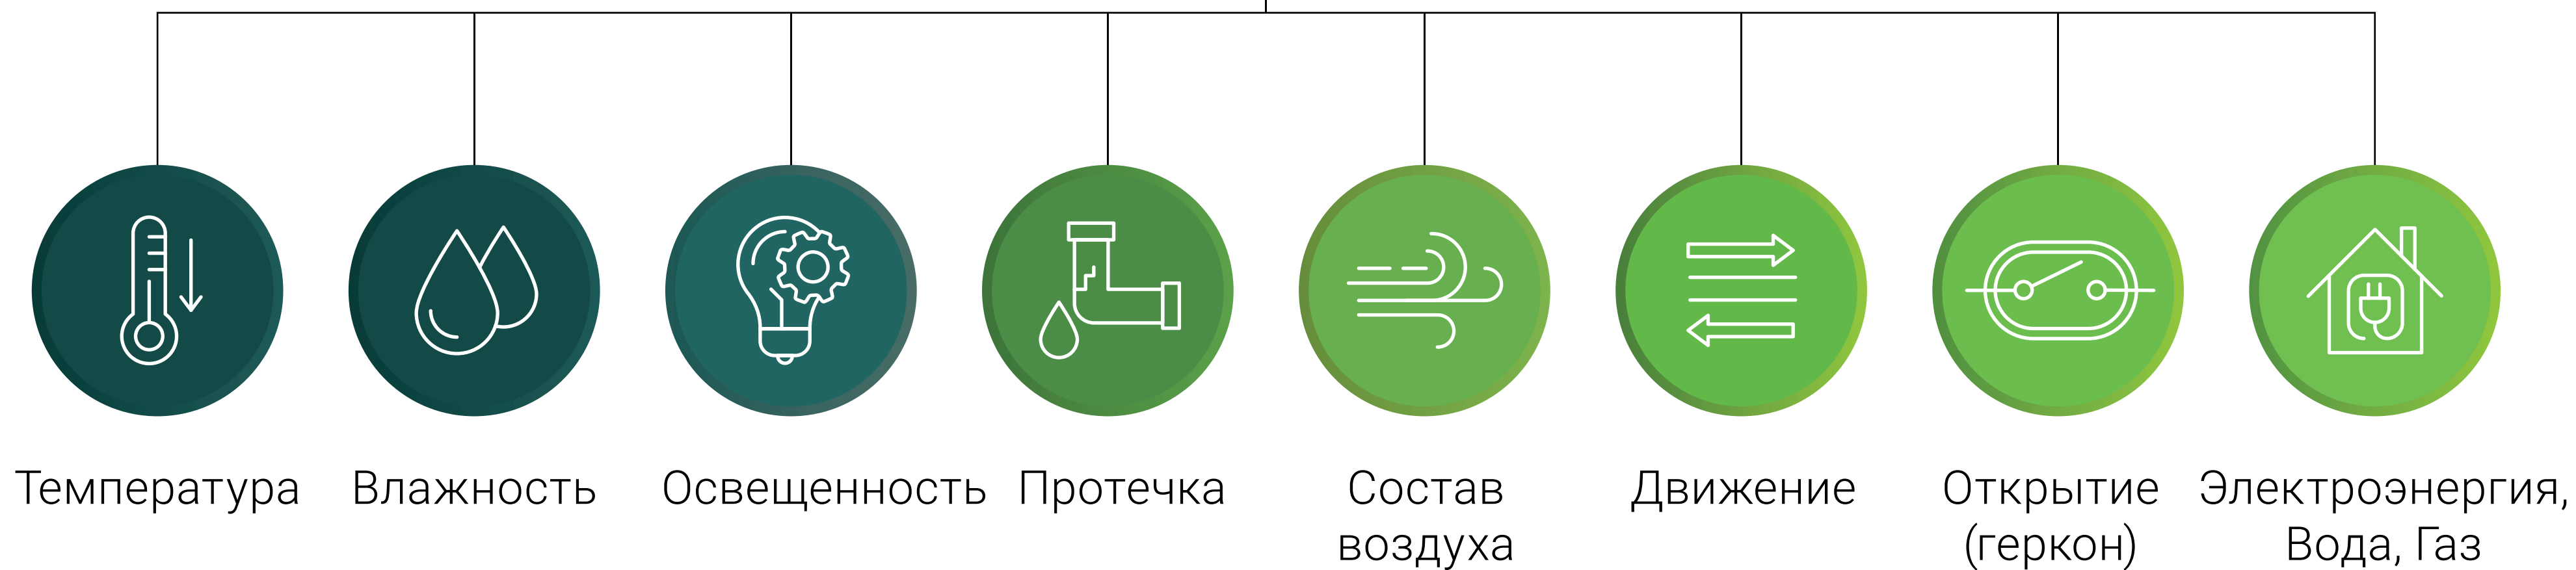 Температура
Влажность
Освещенность
Протечка
Состав
воздуха
Движение
Открытие
(геркон)
Электроэнергия,
Вода, Газ